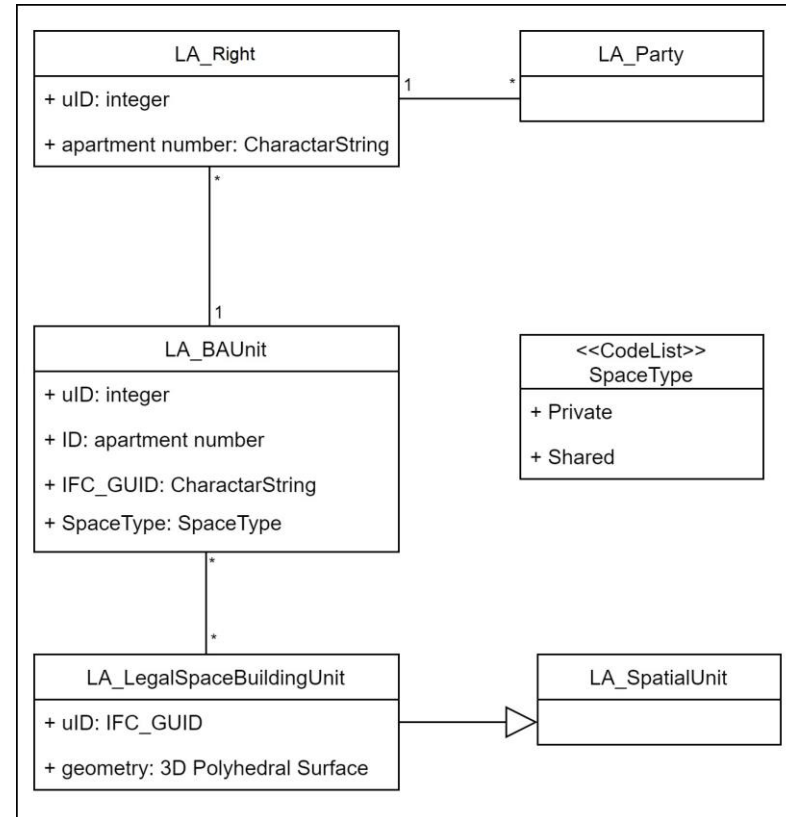 LA_Right
+ uID: integer
+ apartment number: CharactarString
1
*
LA_Party
*
1
LA_BAUnit
+ uID: integer
+ ID: apartment number
+ IFC_GUID: CharactarString
+ SpaceType: SpaceType
<<CodeList>>
SpaceType
+ Private
+ Shared
*
*
LA_LegalSpaceBuildingUnit
+ uID: IFC_GUID
+ geometry: 3D Polyhedral Surface
LA_SpatialUnit